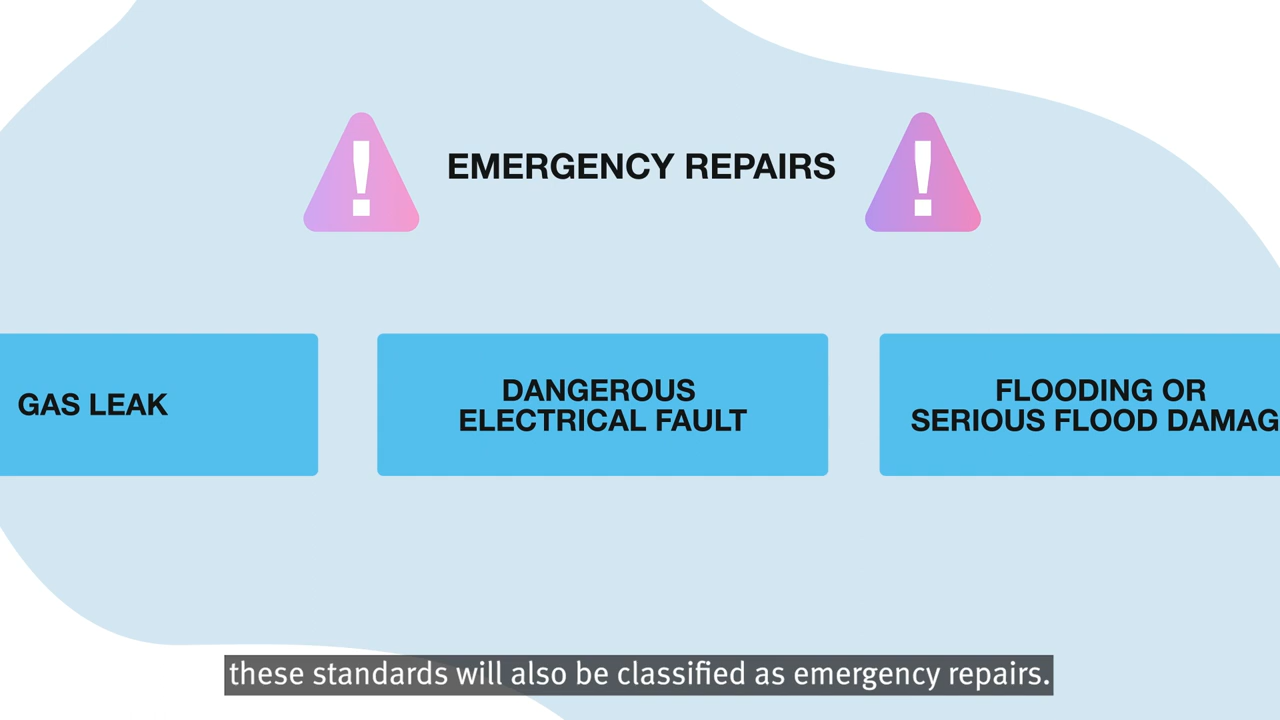 EMERGENCY REPAIRS
GAS LEAK
DANGEROUS
ELECTRICAL FAULT
FLOODING OR
SERIOUS FLOOD DAMAG
these standards will also be classified as emergency repairs.